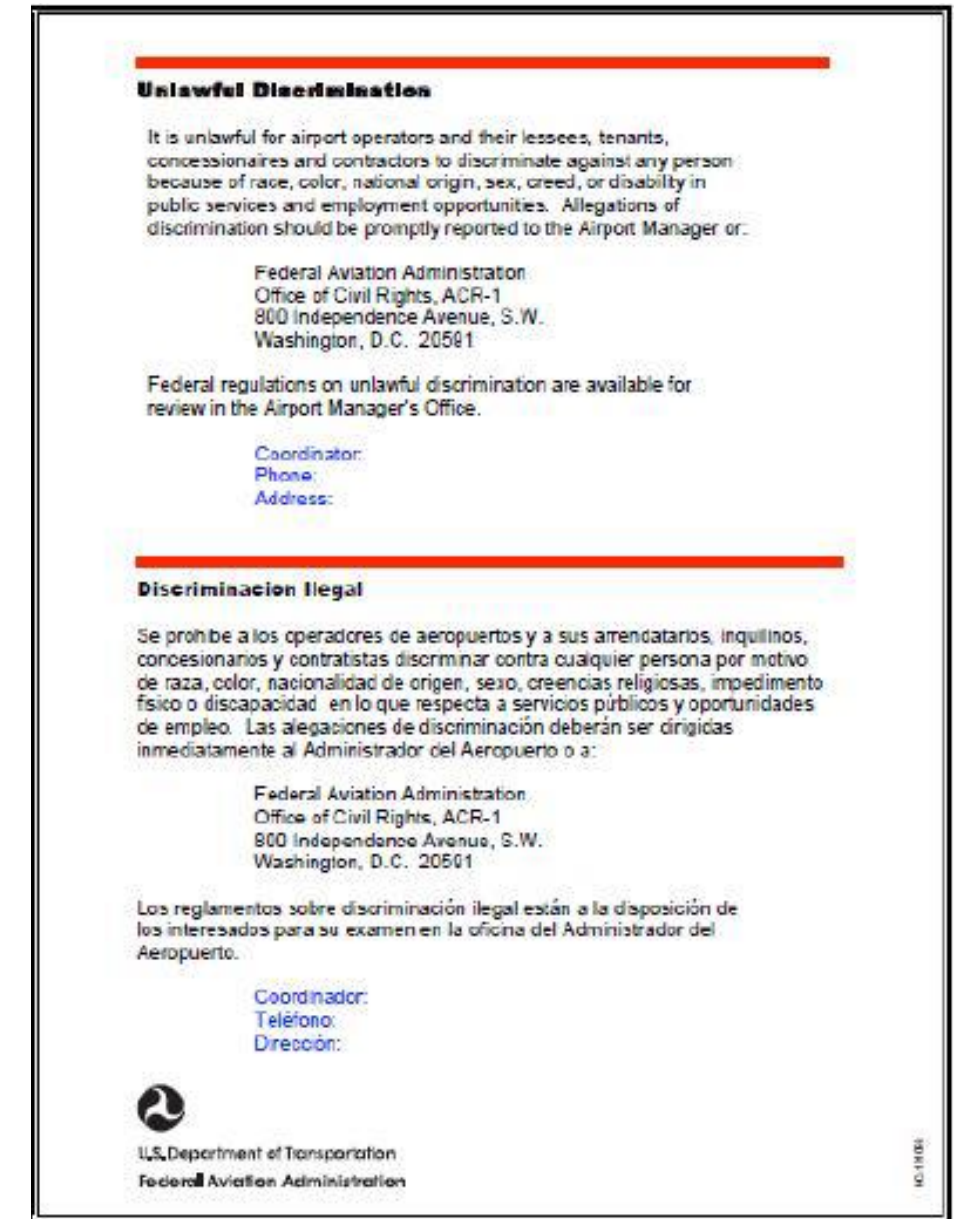 Unlawful Discrimination
It is unlawful for airport operators and their lessees, tenants,
concessionaires and contractors to discriminate against any person
because of race, color, national origin, sex, creed, or disability in
public services and employment opportunities. Allegations of
discrimination should be promptly reported to the Airport Manager or:
Federal Aviation Administration
Office of Civil Rights, ACR-1
800 Independence Avenue, S.W.
Washington, D.C. 20591
Federal regulations on unlawful discrimination are available for
review in the Airport Manager's Office.
Coordinator:
Phone:
Address:
Discriminacion Ilegal
Se prohibe a los operadores de aeropuertos y a sus arrendatarios, inquilinos,
concesionarios y contratistas discriminar contra cualquier persona por motivo
de raza, color, nacionalidad de origen, sexo, creencias religiosas, impedimento
físico o discapacidad en lo que respecta a servicios públicos y oportunidades
de empleo. Las alegaciones de discriminación deberán ser dirigidas
inmediatamente al Administrador del Aeropuerto o a:
Federal Aviation Administration
Office of Civil Rights, ACR-1
800 Independence Avenue, S.W.
Washington, D.C. 20591
Los reglamentos sobre discriminación ilegal están a la disposición de
los interesados para su examen en la oficina del Administrador del
Aeropuerto.
Coordinador:
Teléfono:
Dirección:
U.S. Department of Transportation
Federal Aviation Administration